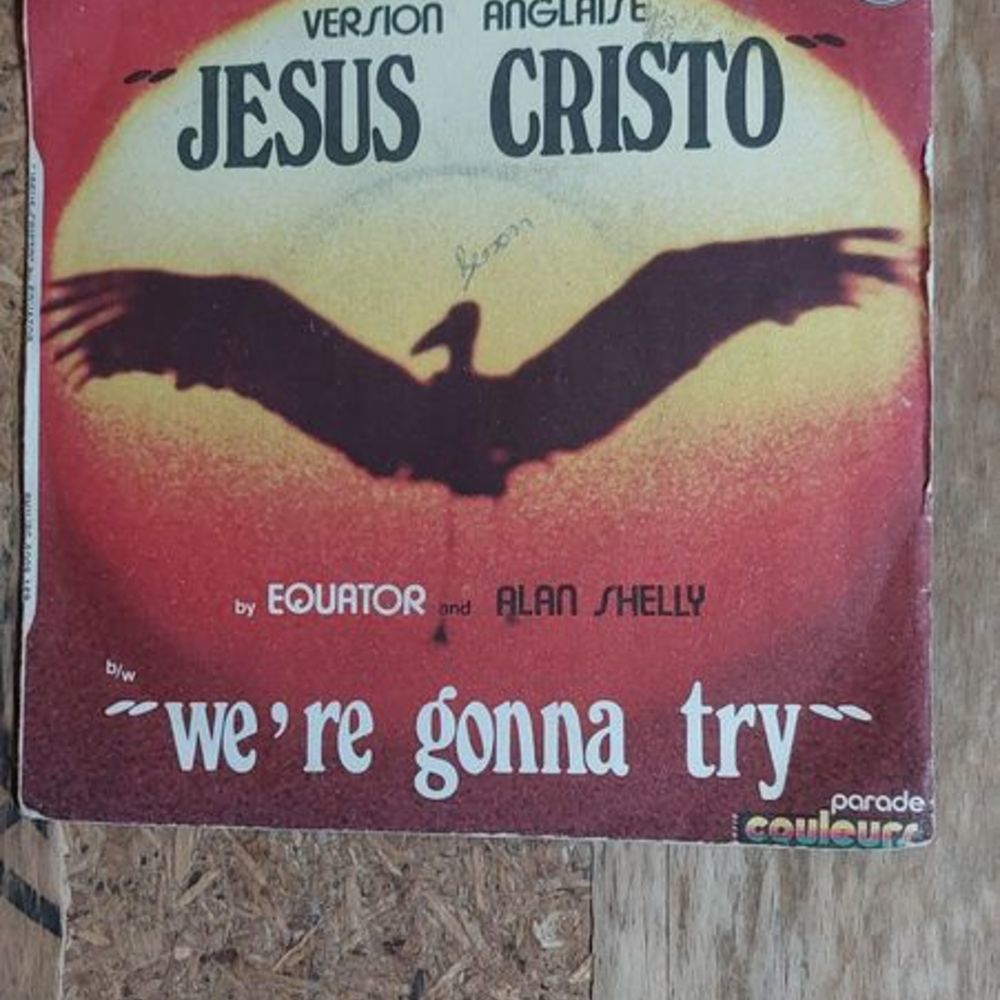 VERSION ANGLAISE
"JESUS CRISTO"
by EQUATOR and ALAN SHELLY
b/w
"we're gonna try"
parade
couleurs